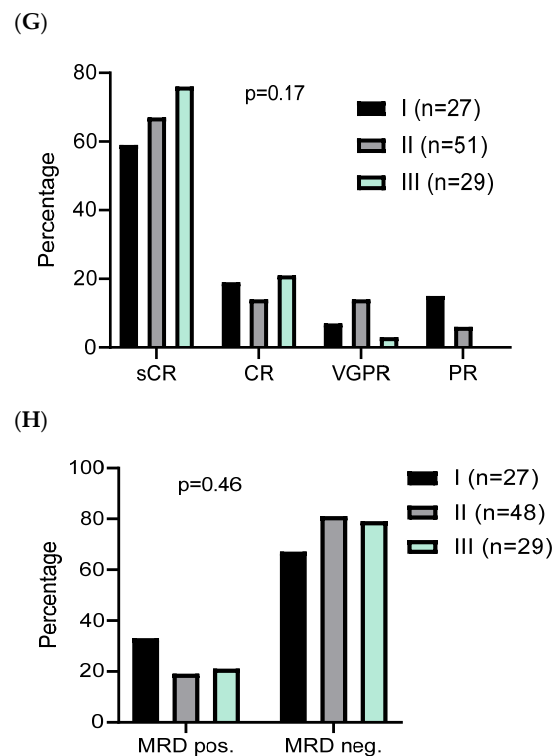 (G)
p=0.17
I (n=27)
II (n=51)
III (n=29)
Percentage
80
60
40
20
0
sCR CR VGPR PR
(H)
p=0.46
I (n=27)
II (n=48)
III (n=29)
Percentage
100
80
60
40
20
0
MRD pos. MRD neg.